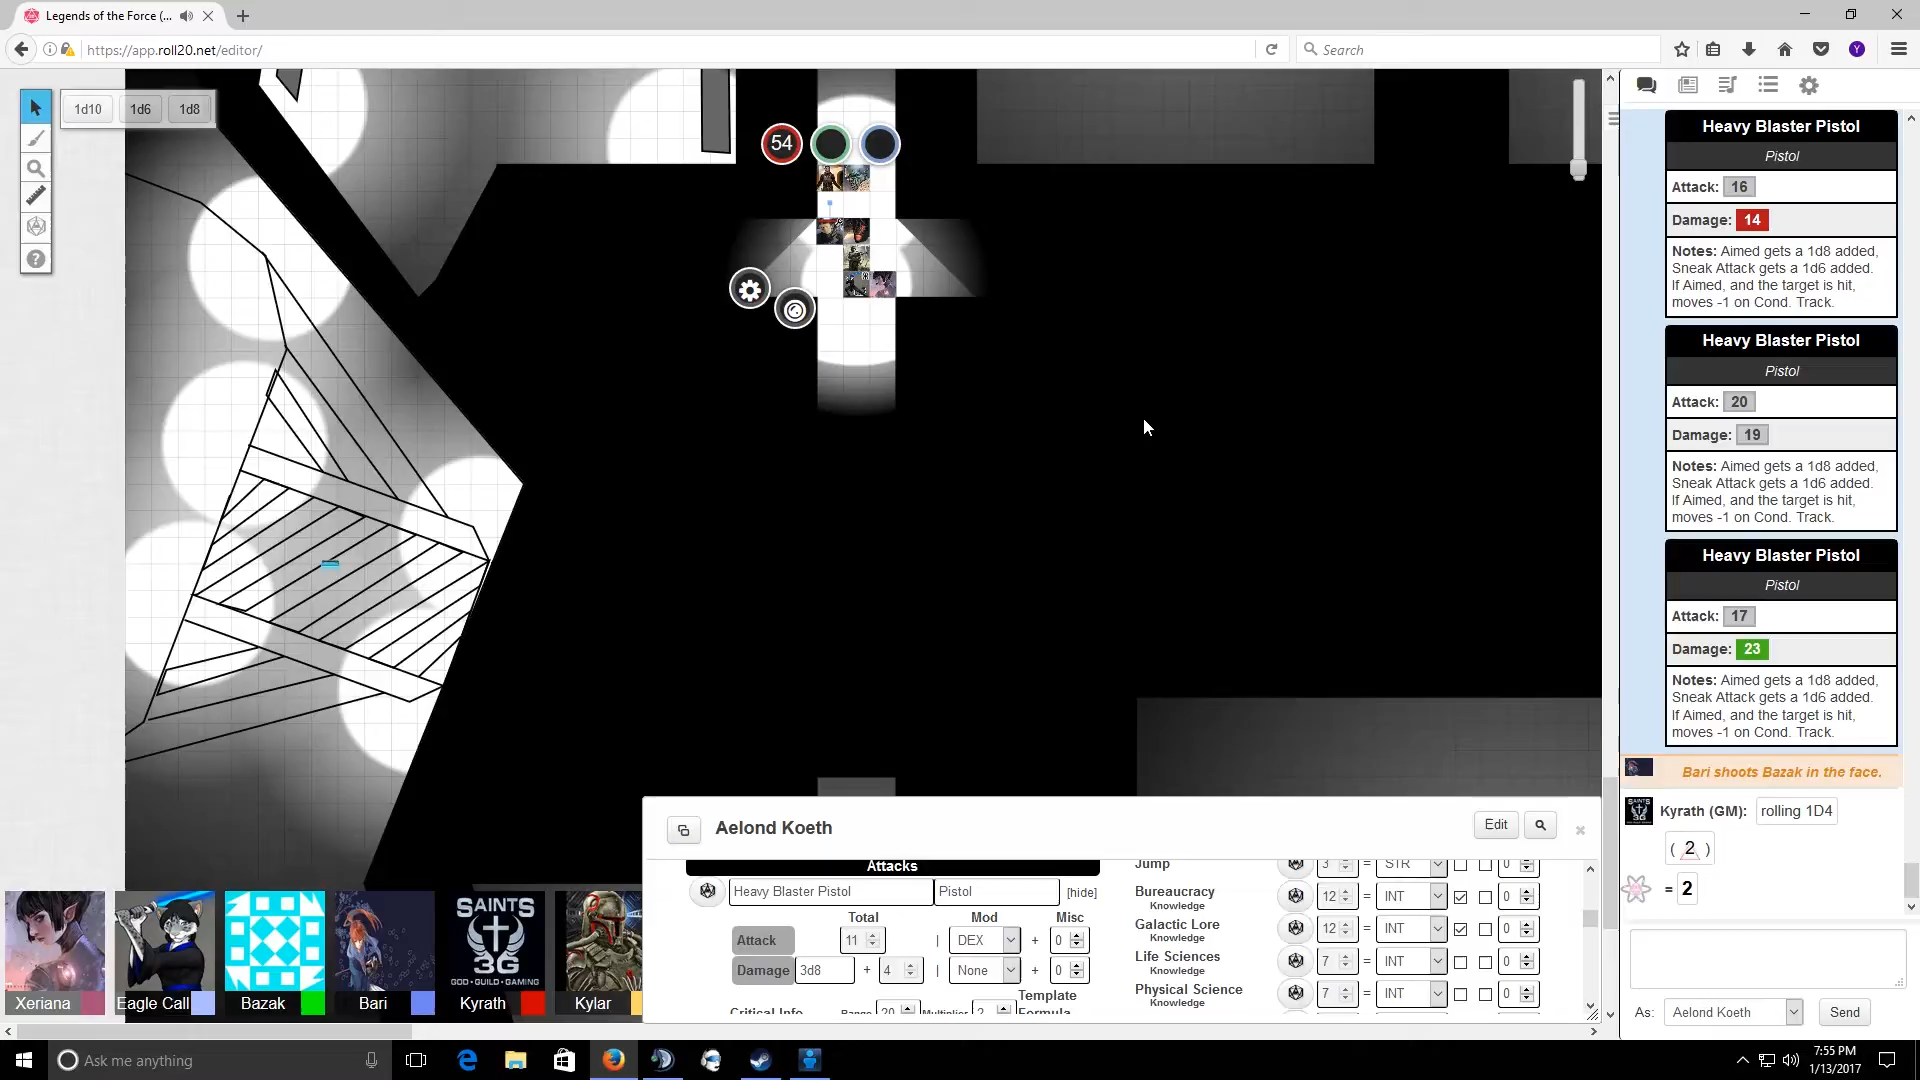 Legends of the Force (...
https://app.roll20.net/editor/
Search
1d10 1d6 1d8
54
Heavy Blaster Pistol
Pistol
Attack: 16
Damage: 14
Notes: Aimed gets a 1d8 added,
Sneak Attack gets a 1d6 added.
If Aimed, and the target is hit,
moves -1 on Cond. Track.
Heavy Blaster Pistol
Pistol
Attack: 20
Damage: 19
Notes: Aimed gets a 1d8 added,
Sneak Attack gets a 1d6 added.
If Aimed, and the target is hit,
moves -1 on Cond. Track.
Heavy Blaster Pistol
Pistol
Attack: 17
Damage: 23
Notes: Aimed gets a 1d8 added,
Sneak Attack gets a 1d6 added.
If Aimed, and the target is hit,
moves -1 on Cond. Track.
Bari shoots Bazak in the face.
Kyrath (GM): rolling 1D4
( 2 )
= 2
As: Aelond Koeth Send
Aelond Koeth
Edit
Attacks
Heavy Blaster Pistol Pistol [hide]
Total Mod Misc
Attack 11 | DEX + 0
Damage 3d8 + 4 | None + 0
Template
Critical Info Range 20 Multiplier 2 Formula
Jump 3 = STR 0
Bureaucracy
Knowledge
12 = INT 0
Galactic Lore
Knowledge
12 = INT 0
Life Sciences
Knowledge
7 = INT 0
Physical Science
Knowledge
7 = INT 0
SAINTS
3G
GOD · GUILD · GAMING
Xeriana
Eagle Call
Bazak
Bari
Kyrath
Kylar
Ask me anything
7:55 PM
1/13/2017